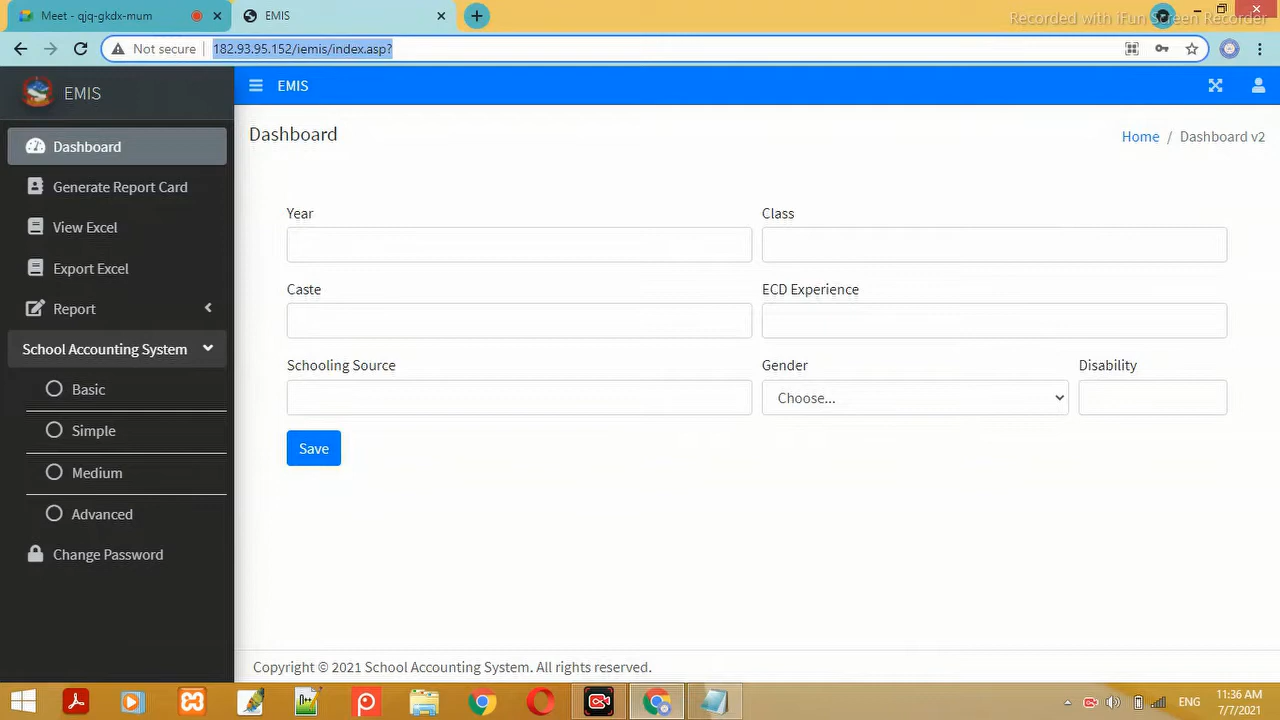 Meet - qjq-gkdx-mum
EMIS
Recorded with iFun Screen Recorder
Not secure
182.93.95.152/iemis/index.asp?
EMIS
EMIS
Dashboard
Home / Dashboard v2
Dashboard
Generate Report Card
View Excel
Export Excel
Report
School Accounting System
Basic
Simple
Medium
Advanced
Change Password
Year
Class
Caste
ECD Experience
Schooling Source
Gender
Disability
Choose...
Save
Copyright © 2021 School Accounting System. All rights reserved.
ENG
11:36 AM
7/7/2021